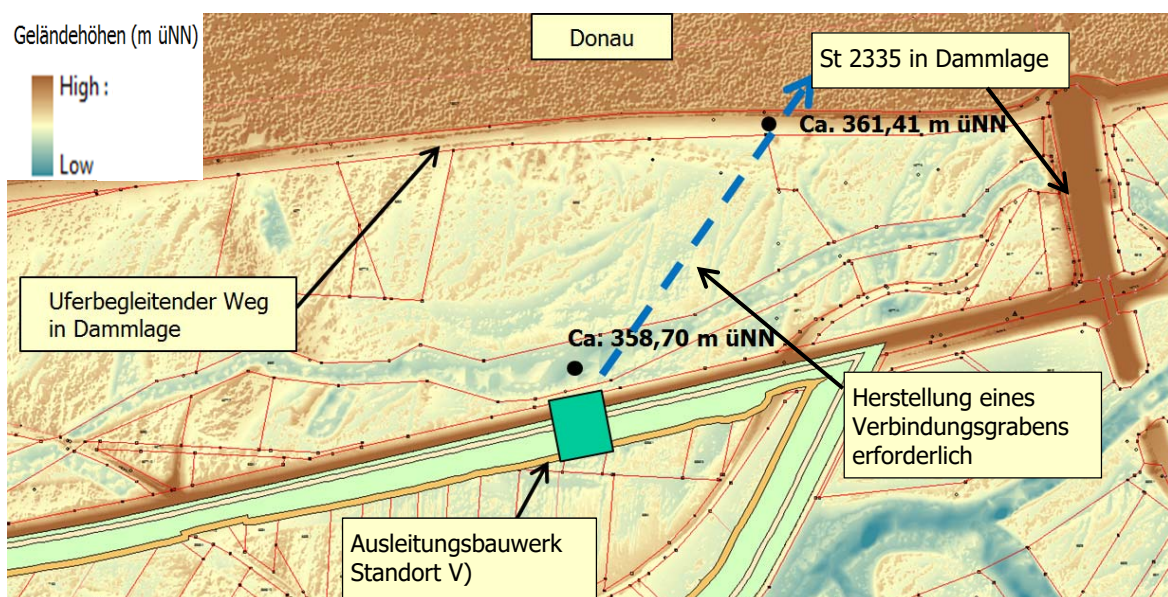 Geländehöhen (m üNN)
High :
Low
Donau
St 2335 in Dammlage
Ca. 361,41 m üNN
Uferbegleitender Weg
in Dammlage
Ca: 358,70 m üNN
Herstellung eines
Verbindungsgrabens
erforderlich
Ausleitungsbauwerk
Standort V)